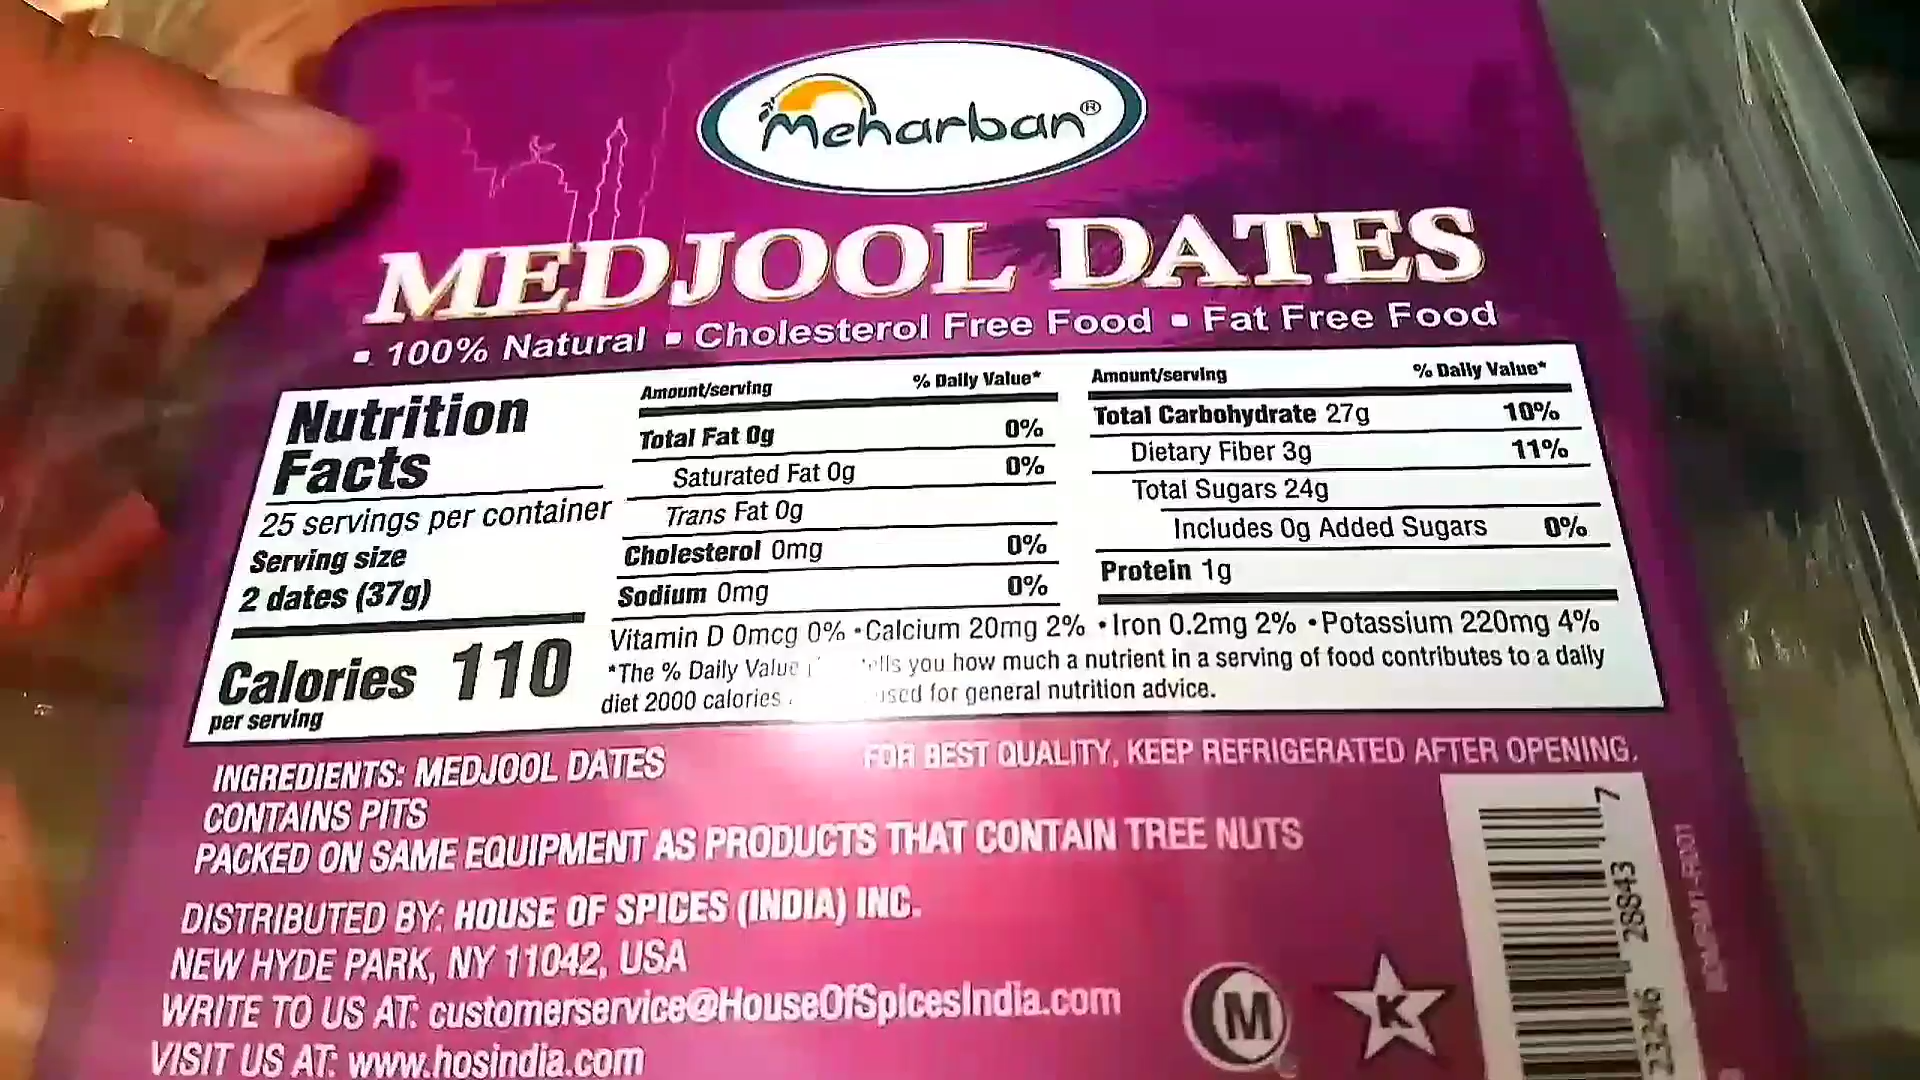 Meharban®
MEDJOOL DATES
▪ 100% Natural ▪ Cholesterol Free Food ▪ Fat Free Food
Nutrition
Facts
25 servings per container
Serving size
2 dates (37g)
Calories 110
per serving
Amount/serving % Daily Value*
Total Fat 0g 0%
Saturated Fat 0g 0%
Trans Fat 0g
Cholesterol 0mg 0%
Sodium 0mg 0%
Amount/serving % Daily Value*
Total Carbohydrate 27g 10%
Dietary Fiber 3g 11%
Total Sugars 24g
Includes 0g Added Sugars 0%
Protein 1g
Vitamin D 0mcg 0% •Calcium 20mg 2% •Iron 0.2mg 2% •Potassium 220mg 4%
*The % Daily Value you how much a nutrient in a serving of food contributes to a daily
diet 2000 calories used for general nutrition advice.
INGREDIENTS: MEDJOOL DATES
CONTAINS PITS
FOR BEST QUALITY, KEEP REFRIGERATED AFTER OPENING.
PACKED ON SAME EQUIPMENT AS PRODUCTS THAT CONTAIN TREE NUTS
DISTRIBUTED BY: HOUSE OF SPICES (INDIA) INC.
NEW HYDE PARK, NY 11042, USA
WRITE TO US AT: customerservice@HouseOfSpicesIndia.com
VISIT US AT: www.hosindia.com
M
K
23246 28843 7